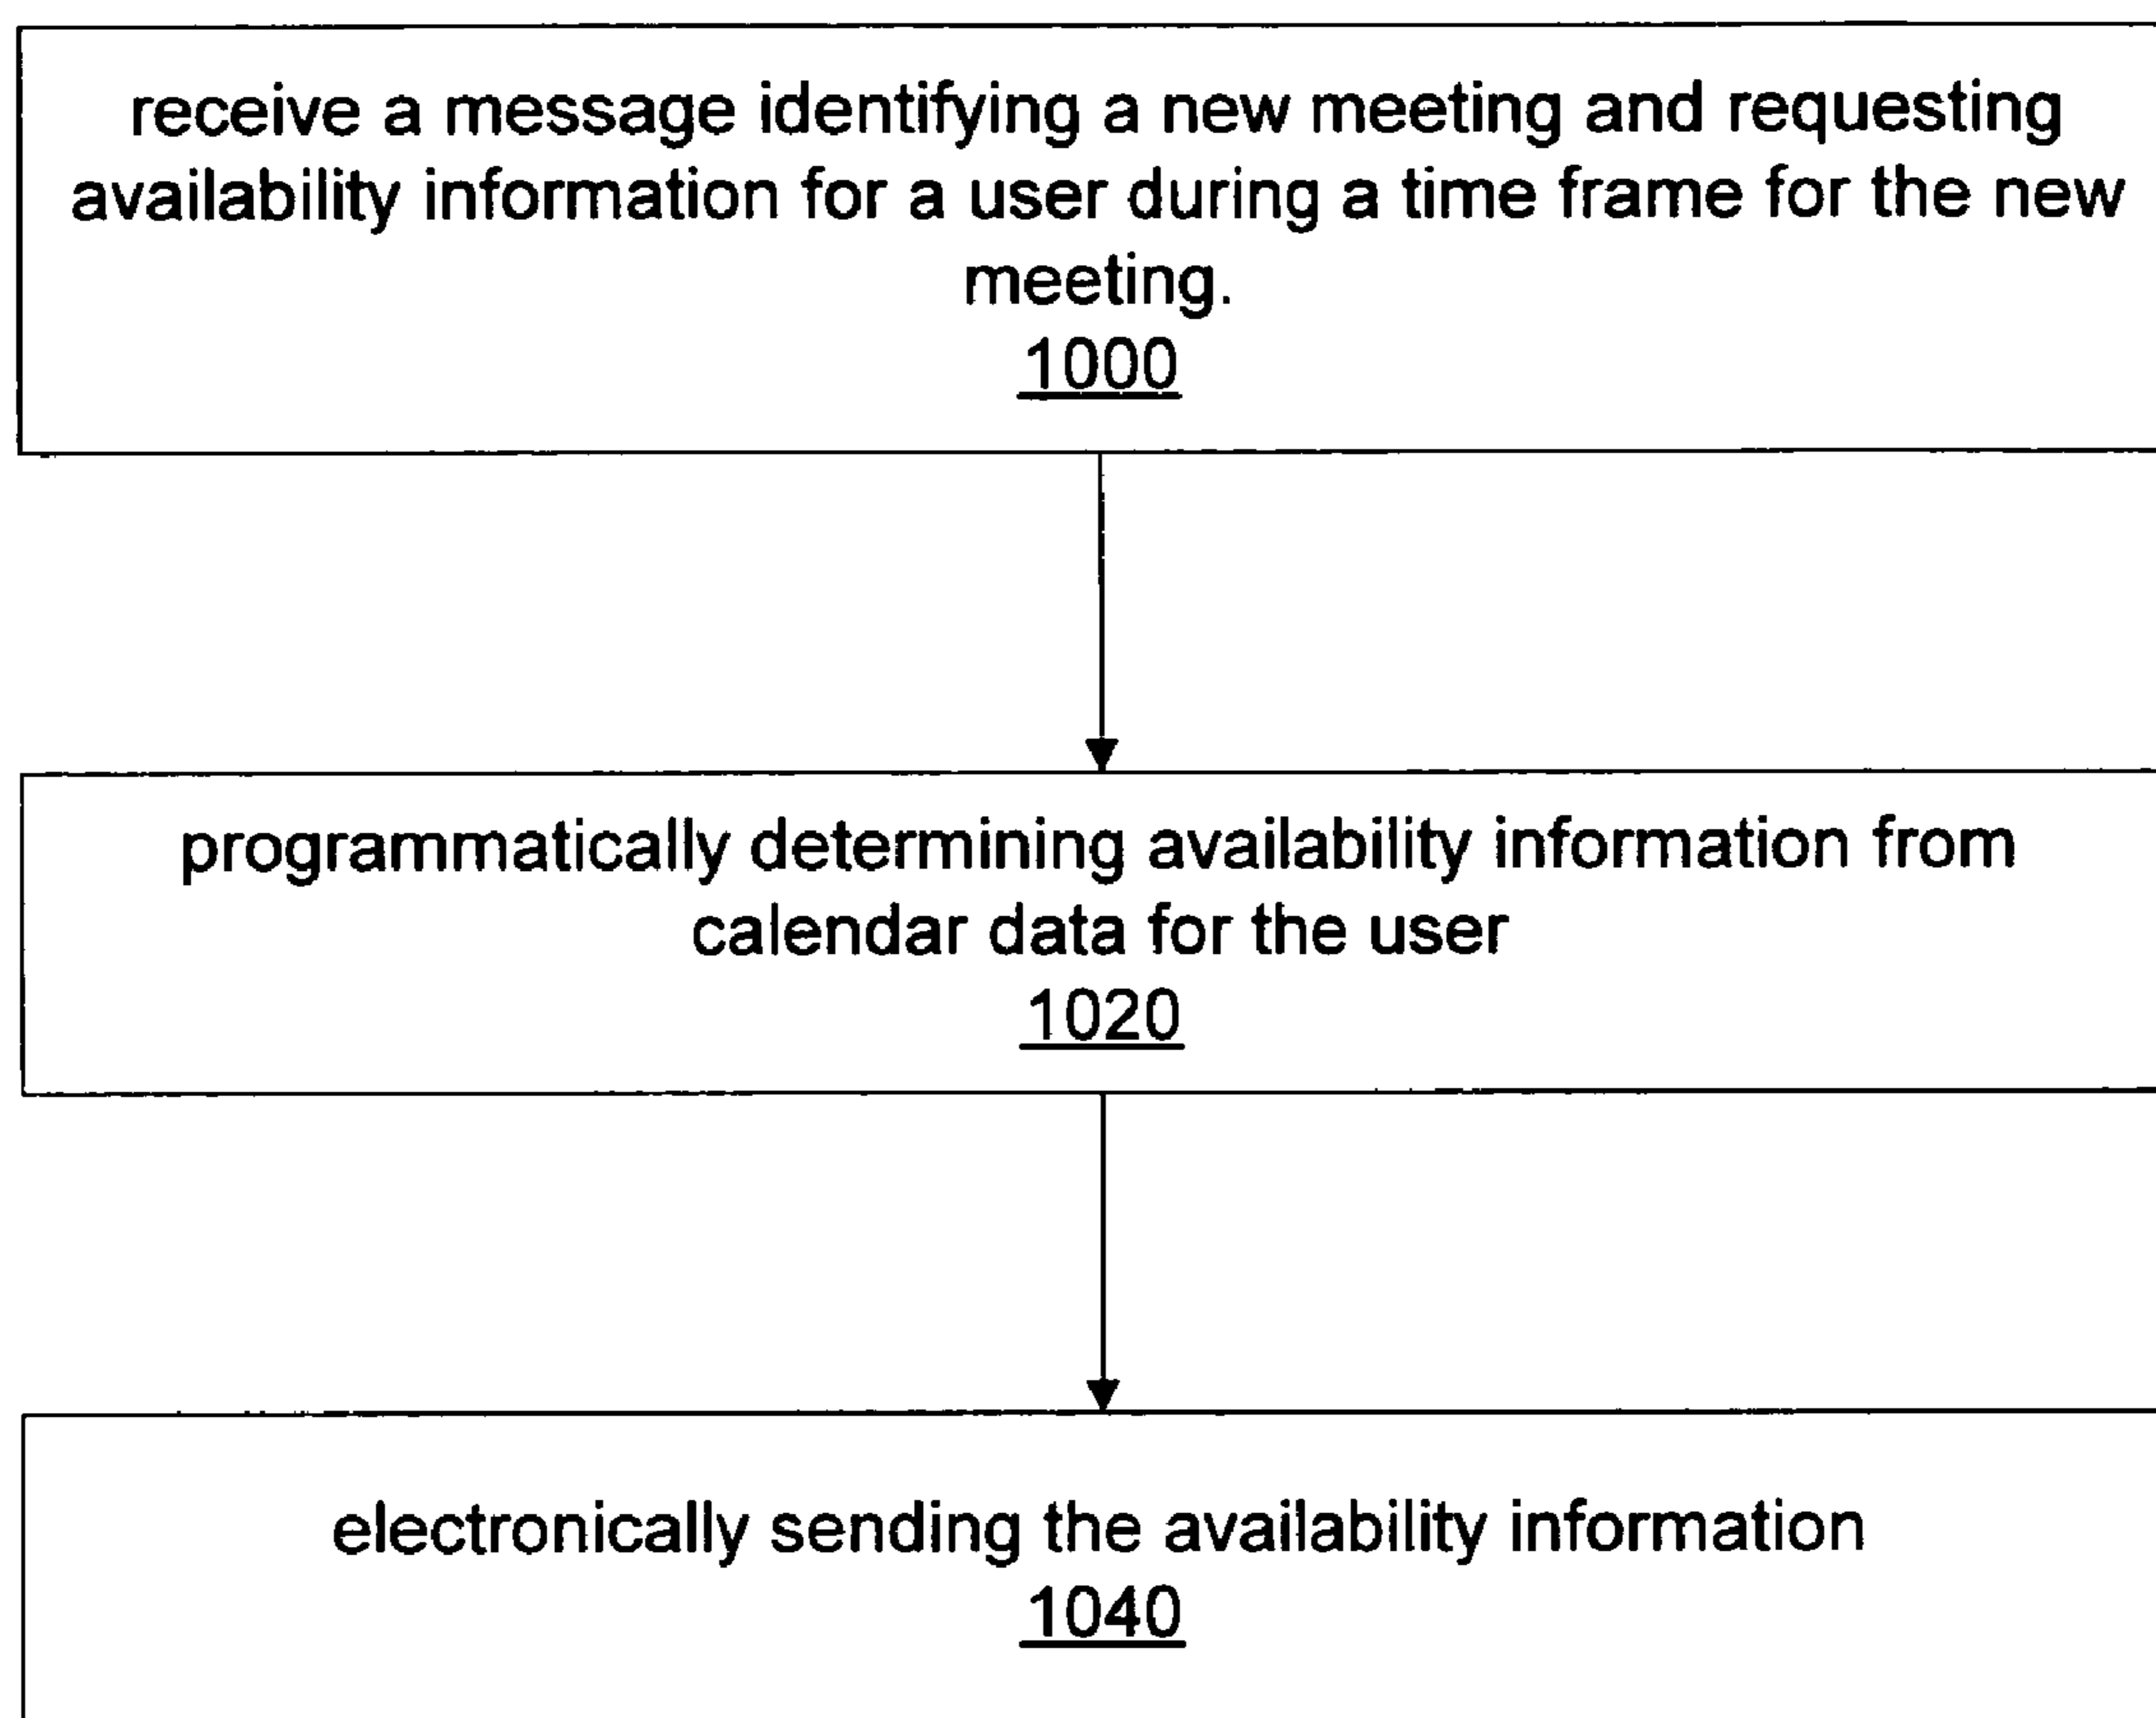 receive a message identifying a new meeting and requesting
availability information for a user during a time frame for the new
meeting.
1000
programmatically determining availability information from
calendar data for the user
1020
electronically sending the availability information
1040